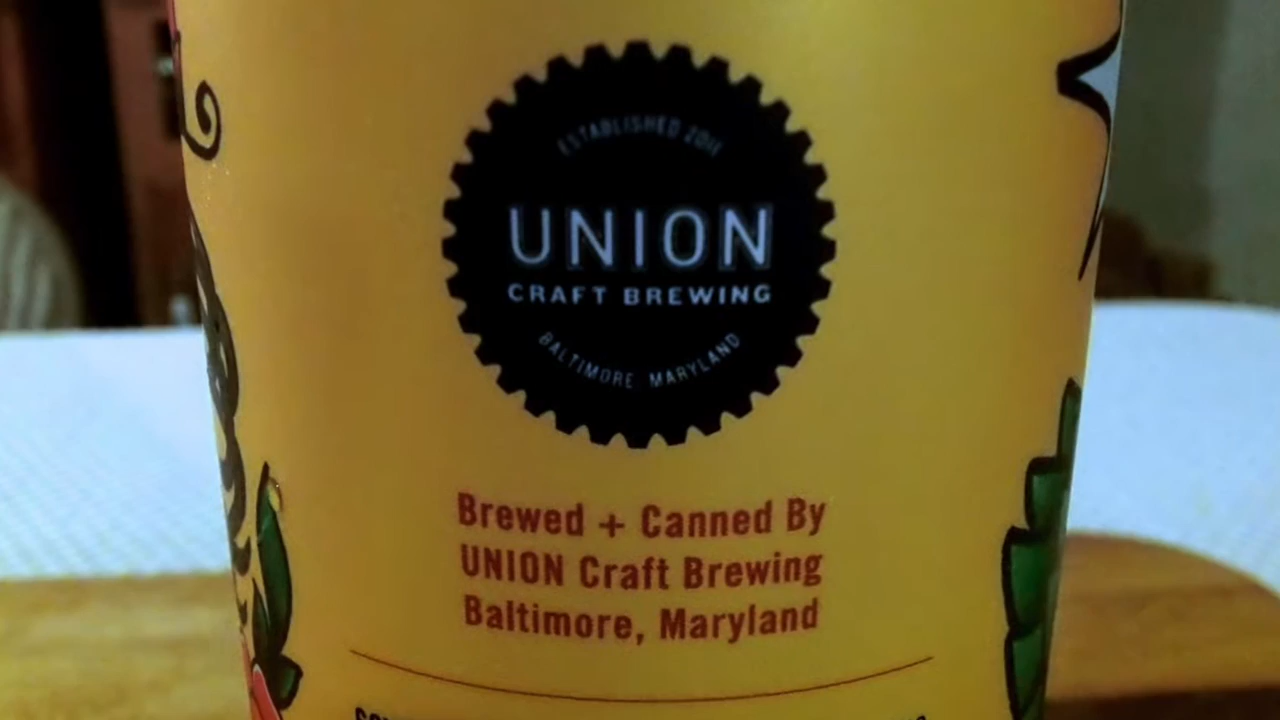 ESTABLISHED 2011
UNION
CRAFT BREWING
BALTIMORE MARYLAND
Brewed + Canned By
UNION Craft Brewing
Baltimore, Maryland